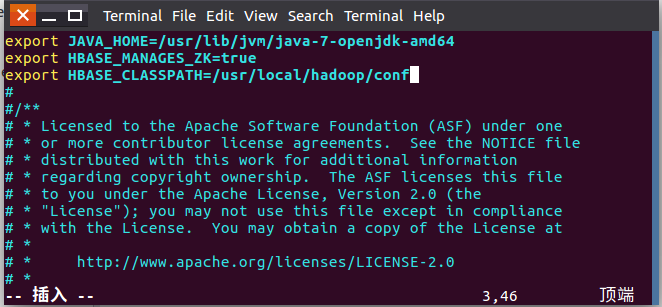 Terminal File Edit View Search Terminal Help
export JAVA_HOME=/usr/lib/jvm/java-7-openjdk-amd64
export HBASE_MANAGES_ZK=true
export HBASE_CLASSPATH=/usr/local/hadoop/conf
#
#/**
# * Licensed to the Apache Software Foundation (ASF) under one
# * or more contributor license agreements.  See the NOTICE file
# * distributed with this work for additional information
# * regarding copyright ownership.  The ASF licenses this file
# * to you under the Apache License, Version 2.0 (the
# * "License"); you may not use this file except in compliance
# * with the License.  You may obtain a copy of the License at
# *
# *     http://www.apache.org/licenses/LICENSE-2.0
# *
-- 插入 -- 3,46 顶端